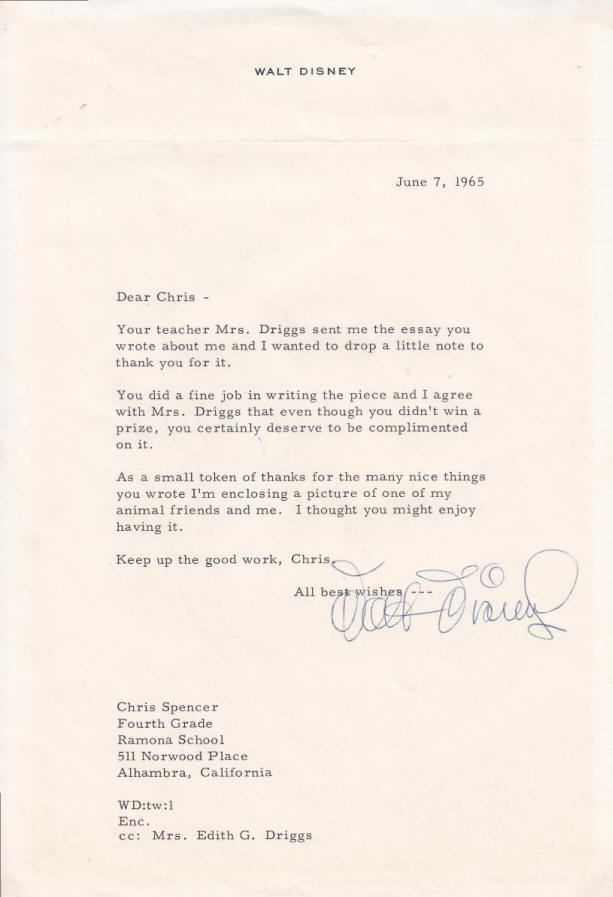 WALT DISNEY
June 7, 1965
Dear Chris -
Your teacher Mrs. Driggs sent me the essay you
wrote about me and I wanted to drop a little note to
thank you for it.
You did a fine job in writing the piece and I agree
with Mrs. Driggs that even though you didn't win a
prize, you certainly deserve to be complimented
on it.
As a small token of thanks for the many nice things
you wrote I'm enclosing a picture of one of my
animal friends and me. I thought you might enjoy
having it.
Keep up the good work, Chris.
All best wishes ---
Walt Disney
Chris Spencer
Fourth Grade
Ramona School
511 Norwood Place
Alhambra, California
WD:tw:l
Enc.
cc: Mrs. Edith G. Driggs